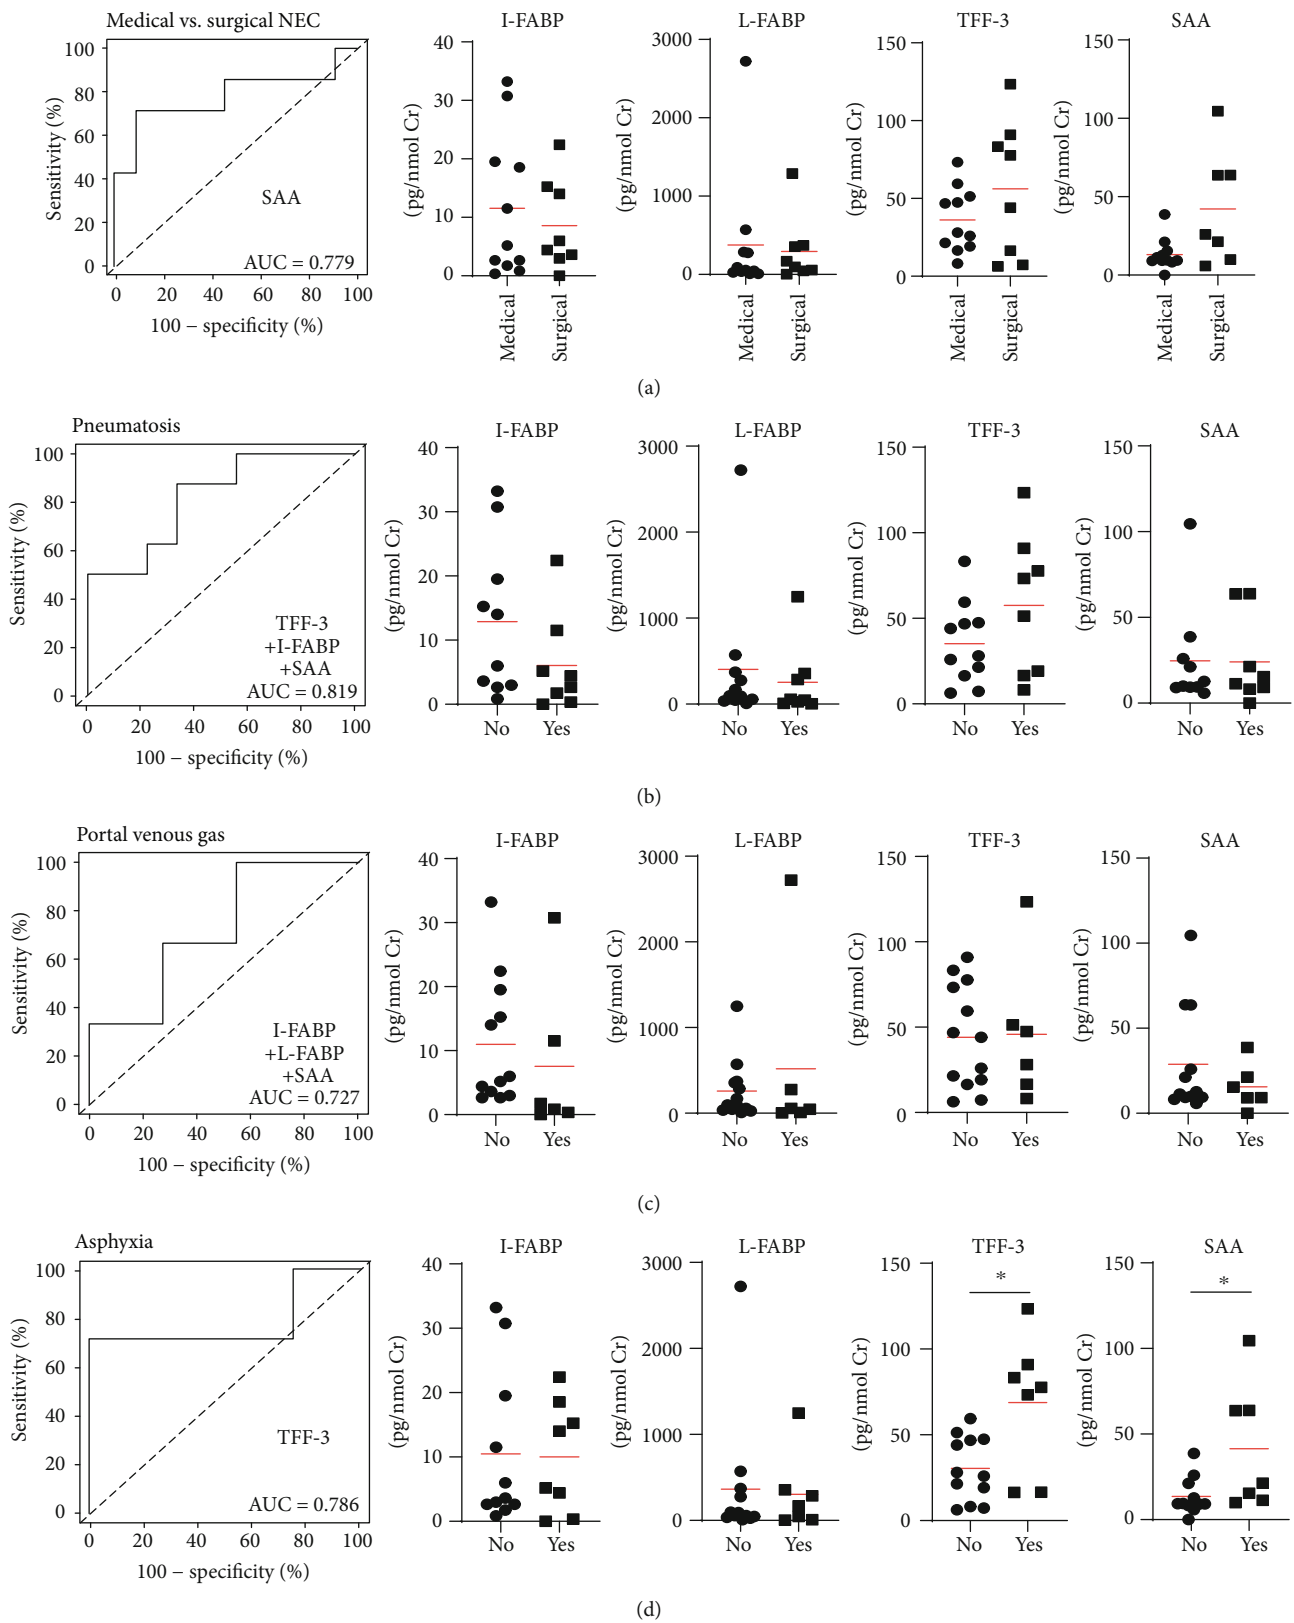 Medical vs. surgical NEC
Sensitivity (%)
100
80
60
40
20
0
0 20 40 60 80 100
100 − specificity (%)
SAA
AUC = 0.779
I-FABP
(pg/nmol Cr)
40
30
20
10
0
Medical
Surgical
L-FABP
(pg/nmol Cr)
3000
2000
1000
0
Medical
Surgical
TFF-3
(pg/nmol Cr)
150
100
50
0
Medical
Surgical
SAA
(pg/nmol Cr)
150
100
50
0
Medical
Surgical
(a)
Pneumatosis
Sensitivity (%)
100
80
60
40
20
0
0 20 40 60 80 100
100 − specificity (%)
TFF-3
+I-FABP
+SAA
AUC = 0.819
I-FABP
(pg/nmol Cr)
40
30
20
10
0
No Yes
L-FABP
(pg/nmol Cr)
3000
2000
1000
0
No Yes
TFF-3
(pg/nmol Cr)
150
100
50
0
No Yes
SAA
(pg/nmol Cr)
150
100
50
0
No Yes
(b)
Portal venous gas
Sensitivity (%)
100
80
60
40
20
0
0 20 40 60 80 100
100 − specificity (%)
I-FABP
+L-FABP
+SAA
AUC = 0.727
I-FABP
(pg/nmol Cr)
40
30
20
10
0
No Yes
L-FABP
(pg/nmol Cr)
3000
2000
1000
0
No Yes
TFF-3
(pg/nmol Cr)
150
100
50
0
No Yes
SAA
(pg/nmol Cr)
150
100
50
0
No Yes
(c)
Asphyxia
Sensitivity (%)
100
80
60
40
20
0
0 20 40 60 80 100
100 − specificity (%)
TFF-3
AUC = 0.786
I-FABP
(pg/nmol Cr)
40
30
20
10
0
No Yes
L-FABP
(pg/nmol Cr)
3000
2000
1000
0
No Yes
TFF-3
(pg/nmol Cr)
150
100
50
0
*
No Yes
SAA
(pg/nmol Cr)
150
100
50
0
*
No Yes
(d)